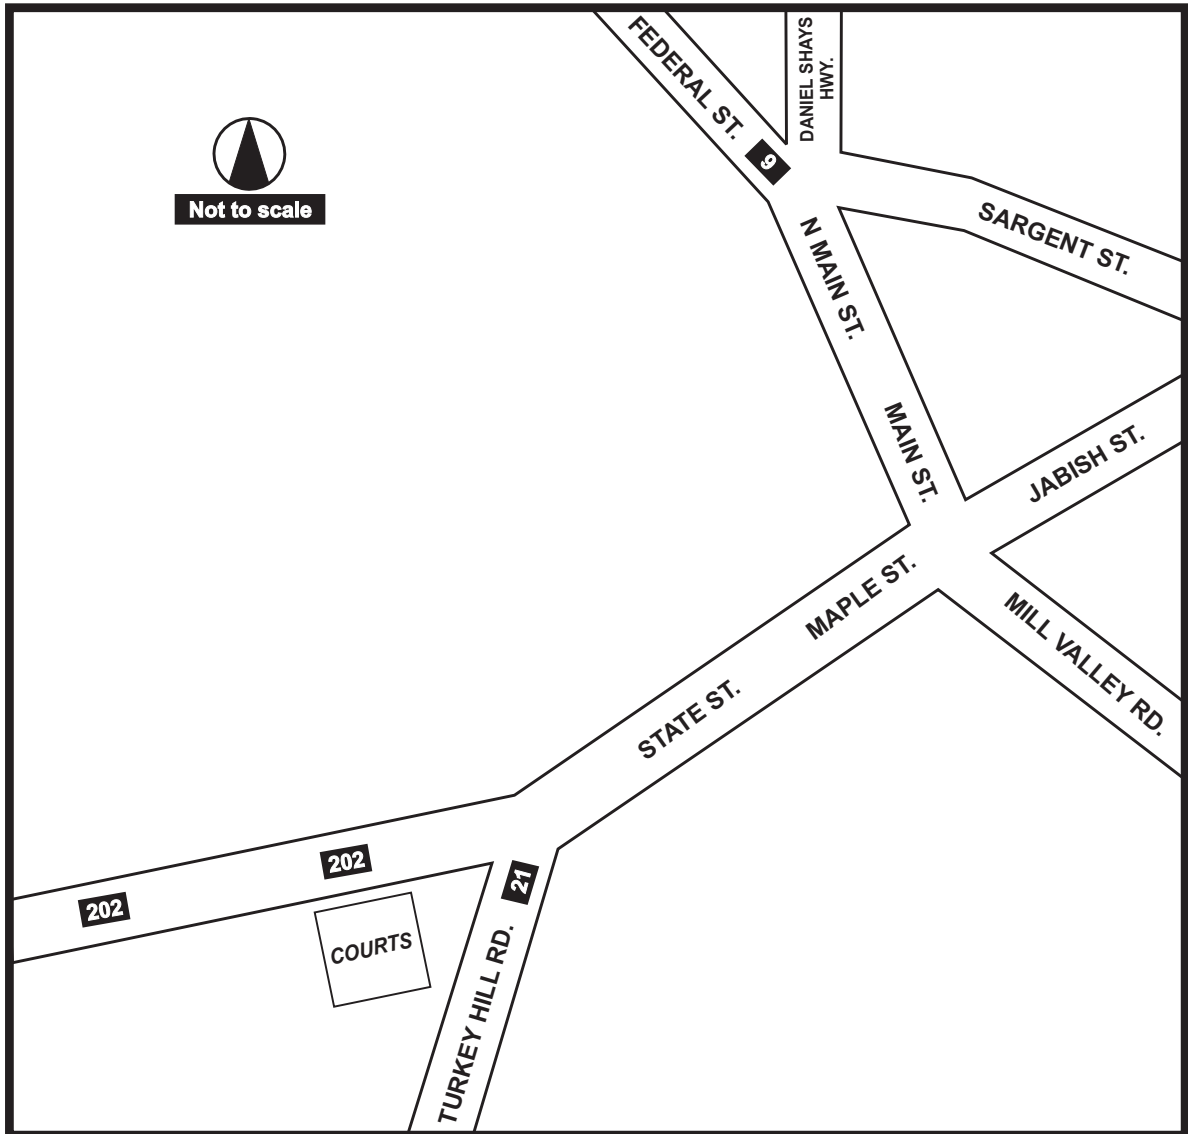 FEDERAL ST.
9
DANIEL SHAYS
HWY.
Not to scale
SARGENT ST.
N MAIN ST.
MAIN ST.
JABISH ST.
MAPLE ST.
MILL VALLEY RD.
STATE ST.
202
202
21
COURTS
TURKEY HILL RD.